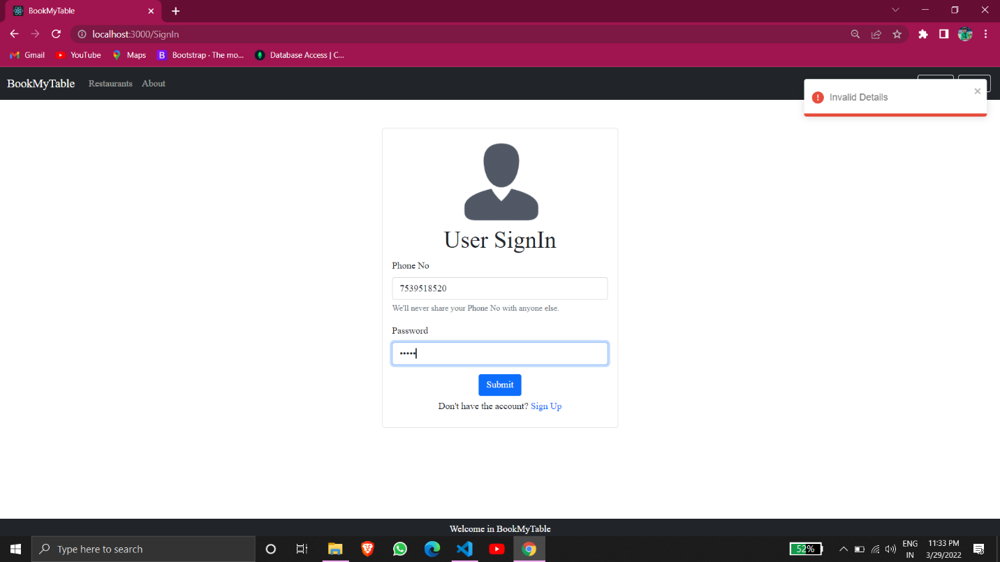 BookMyTable
localhost:3000/SignIn
Gmail YouTube Maps B Bootstrap · The mo... Database Access | C...
BookMyTable Restaurants About
Invalid Details
User SignIn
Phone No
7539518520
We'll never share your Phone No with anyone else.
Password
•••••
Submit
Don't have the account? Sign Up
Welcome in BookMyTable
Type here to search
52%
ENG
IN
11:33 PM
3/29/2022